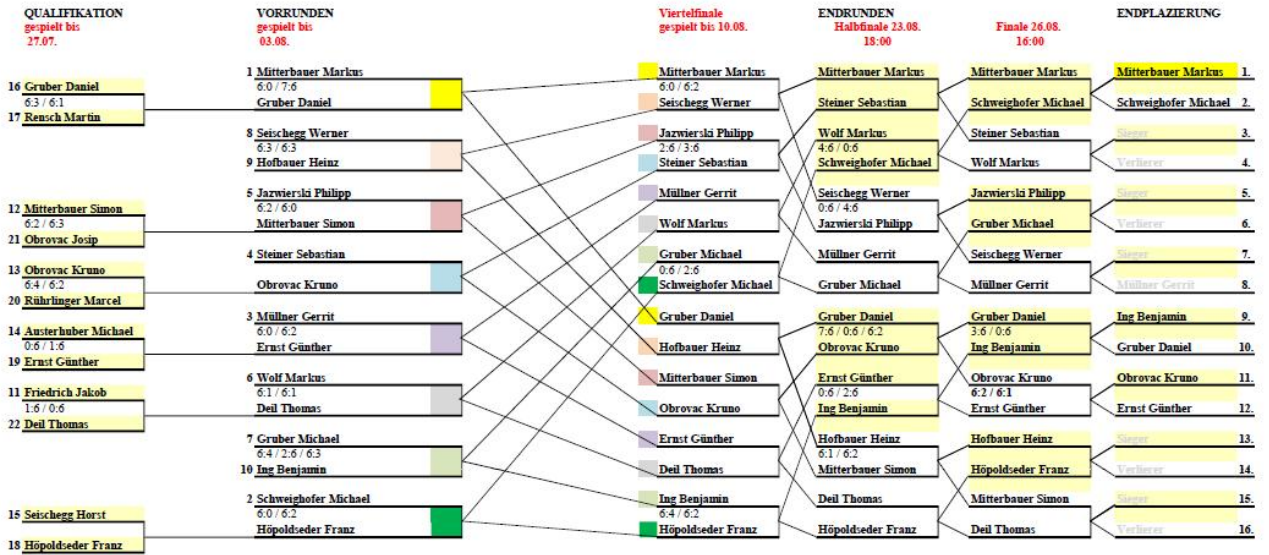 QUALIFIKATION
gespielt bis
27.07.
16 Gruber Daniel
6:3 / 6:1
17 Rensch Martin
12 Mitterbauer Simon
6:2 / 6:3
21 Obrovac Josip
13 Obrovac Kruno
6:4 / 6:2
20 Rührlinger Marcel
14 Austerhuber Michael
0:6 / 1:6
19 Ernst Günther
11 Friedrich Jakob
1:6 / 0:6
22 Deil Thomas
15 Seischegg Horst
18 Höpoldseder Franz
VORRUNDEN
gespielt bis
03.08.
1 Mitterbauer Markus
6:0 / 7:6
Gruber Daniel
8 Seischegg Werner
6:3 / 6:3
9 Hofbauer Heinz
5 Jazwierski Philipp
6:2 / 6:0
Mitterbauer Simon
4 Steiner Sebastian
Obrovac Kruno
3 Müllner Gerrit
6:0 / 6:2
Ernst Günther
6 Wolf Markus
6:1 / 6:1
Deil Thomas
7 Gruber Michael
6:4 / 2:6 / 6:3
10 Ing Benjamin
2 Schweighofer Michael
6:0 / 6:2
Höpoldseder Franz
Viertelfinale
gespielt bis 10.08.
Mitterbauer Markus
6:0 / 6:2
Seischegg Werner
Jazwierski Philipp
2:6 / 3:6
Steiner Sebastian
Müllner Gerrit
Wolf Markus
Gruber Michael
0:6 / 2:6
Schweighofer Michael
Gruber Daniel
Hofbauer Heinz
Mitterbauer Simon
Obrovac Kruno
Ernst Günther
Deil Thomas
Ing Benjamin
6:4 / 6:2
Höpoldseder Franz
ENDRUNDEN
Halbfinale 23.08.
18:00
Mitterbauer Markus
Steiner Sebastian
Wolf Markus
4:6 / 0:6
Schweighofer Michael
Seischegg Werner
0:6 / 4:6
Jazwierski Philipp
Müllner Gerrit
Gruber Michael
Gruber Daniel
7:6 / 0:6 / 6:2
Obrovac Kruno
Ernst Günther
0:6 / 2:6
Ing Benjamin
Hofbauer Heinz
6:1 / 6:2
Mitterbauer Simon
Deil Thomas
Höpoldseder Franz
Finale 26.08.
16:00
Mitterbauer Markus
Schweighofer Michael
Steiner Sebastian
Wolf Markus
Jazwierski Philipp
Gruber Michael
Seischegg Werner
Müllner Gerrit
Gruber Daniel
3:6 / 0:6
Ing Benjamin
Obrovac Kruno
6:2 / 6:1
Ernst Günther
Hofbauer Heinz
Höpoldseder Franz
Mitterbauer Simon
Deil Thomas
ENDPLAZIERUNG
Mitterbauer Markus 1.
Schweighofer Michael 2.
Sieger 3.
Verlierer 4.
Sieger 5.
Verlierer 6.
Sieger 7.
Müllner Gerrit 8.
Ing Benjamin 9.
Gruber Daniel 10.
Obrovac Kruno 11.
Ernst Günther 12.
Sieger 13.
Verlierer 14.
Sieger 15.
Verlierer 16.